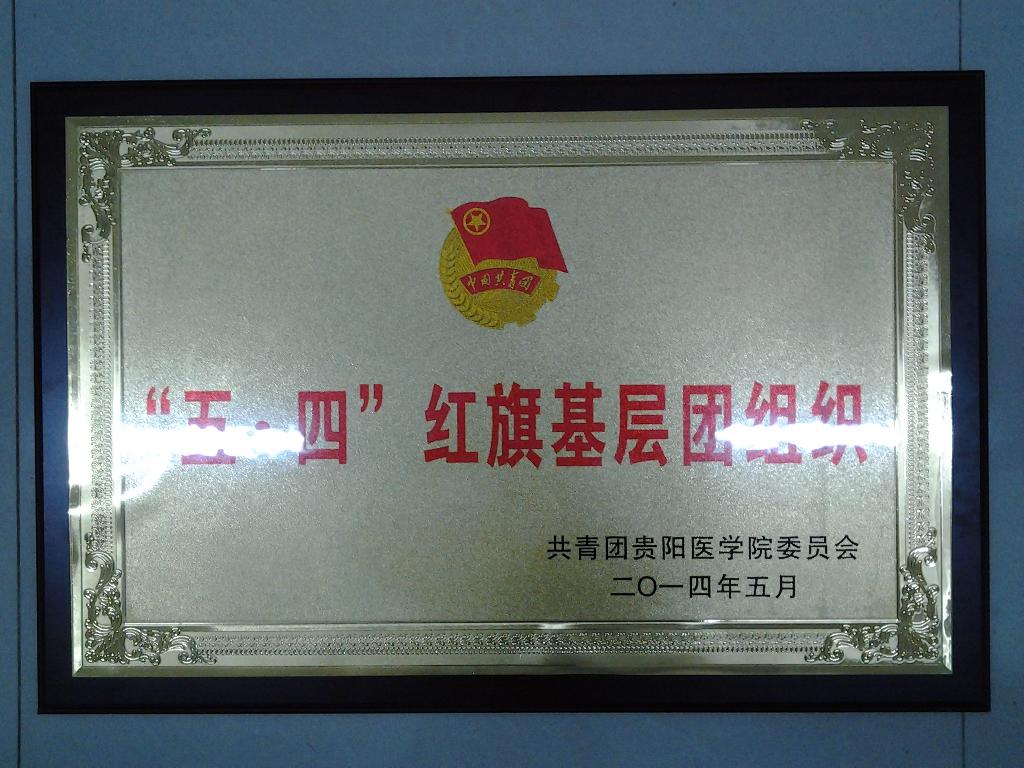 中国共青团
“五·四”红旗基层团组织
共青团贵阳医学院委员会
二〇一四年五月